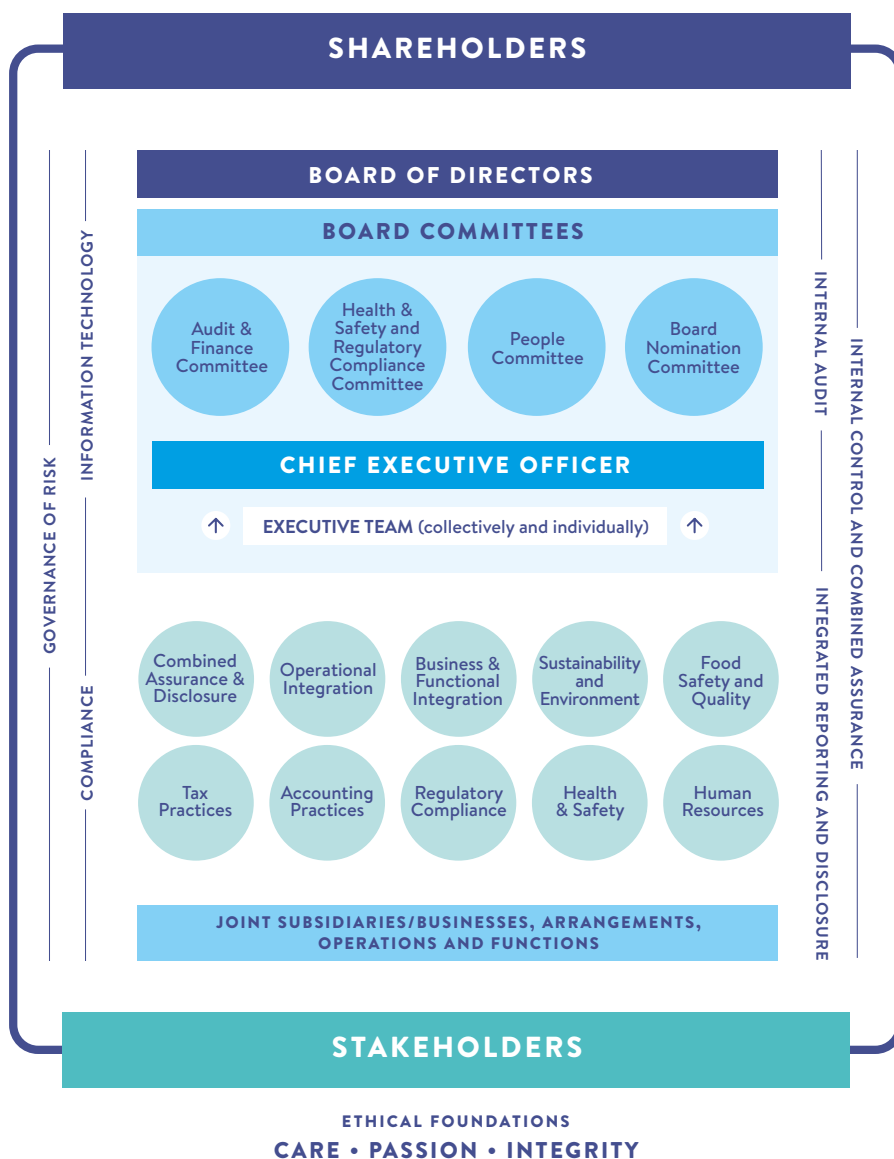 SHAREHOLDERS
BOARD OF DIRECTORS
BOARD COMMITTEES
Audit &
Finance
Committee
Health &
Safety and
Regulatory
Compliance
Committee
People
Committee
Board
Nomination
Committee
CHIEF EXECUTIVE OFFICER
EXECUTIVE TEAM (collectively and individually)
Combined
Assurance &
Disclosure
Operational
Integration
Business &
Functional
Integration
Sustainability
and
Environment
Food
Safety and
Quality
Tax
Practices
Accounting
Practices
Regulatory
Compliance
Health
& Safety
Human
Resources
JOINT SUBSIDIARIES/BUSINESSES, ARRANGEMENTS,
OPERATIONS AND FUNCTIONS
GOVERNANCE OF RISK
INFORMATION TECHNOLOGY
COMPLIANCE
INTERNAL AUDIT
INTEGRATED REPORTING AND DISCLOSURE
INTERNAL CONTROL AND COMBINED ASSURANCE
STAKEHOLDERS
ETHICAL FOUNDATIONS
CARE • PASSION • INTEGRITY